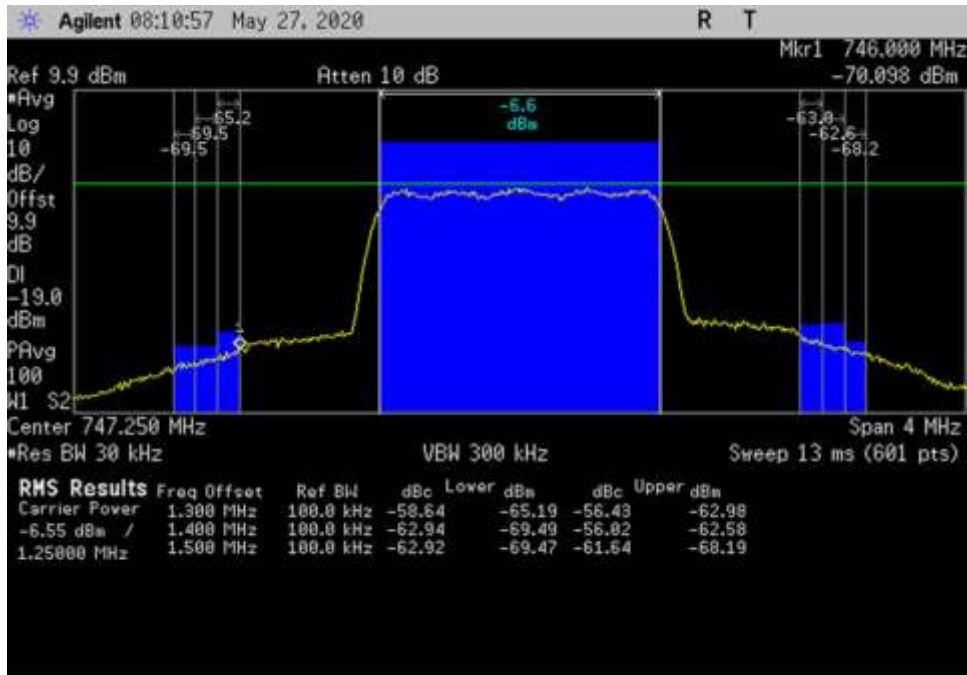 Agilent 08:10:57 May 27, 2020 R T
Mkr1 746.000 MHz
Ref 9.9 dBm Atten 10 dB -70.098 dBm
*Avg
Log
10
dB/
Offst
9.9
dB
DI
-19.0
dBm
PAvg
100
W1 S2
-6.6
dBm
-65.2
-69.5
-69.5
-63.0
-62.6
-68.2
Center 747.250 MHz Span 4 MHz
*Res BW 30 kHz VBW 300 kHz Sweep 13 ms (601 pts)
RMS Results Freq Offset Ref BW dBc Lower dBm dBc Upper dBm
Carrier Power 1.300 MHz 100.0 kHz -58.64 -65.19 -56.43 -62.98
-6.55 dBm / 1.400 MHz 100.0 kHz -62.94 -69.49 -56.02 -62.58
1.25000 MHz 1.500 MHz 100.0 kHz -62.92 -69.47 -61.64 -68.19